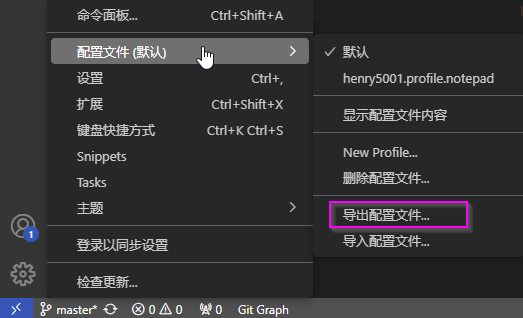 命令面板... Ctrl+Shift+A
配置文件 (默认)
设置 Ctrl+,
扩展 Ctrl+Shift+X
键盘快捷方式 Ctrl+K Ctrl+S
Snippets
Tasks
主题
登录以同步设置
检查更新...
默认
henry5001.profile.notepad
显示配置文件内容
New Profile...
删除配置文件...
导出配置文件...
导入配置文件...
1
master* 0 0 0 Git Graph